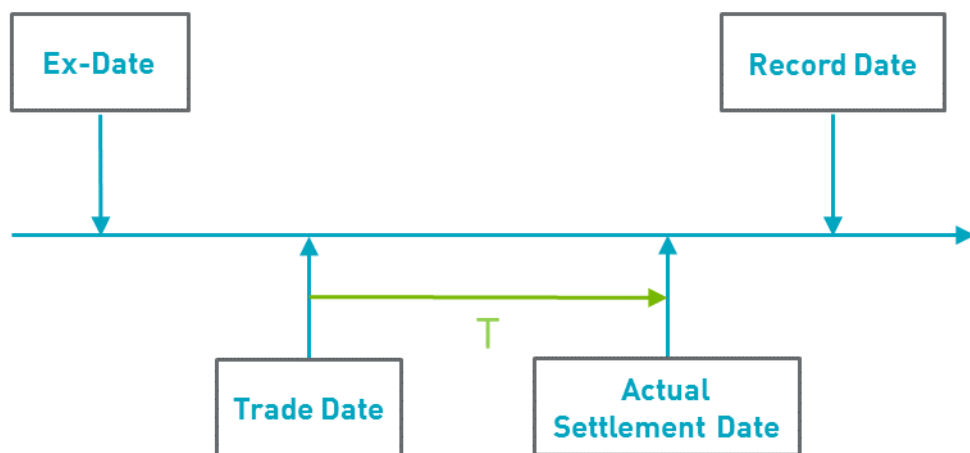 Ex-Date
Record Date
T
Trade Date
Actual
Settlement Date